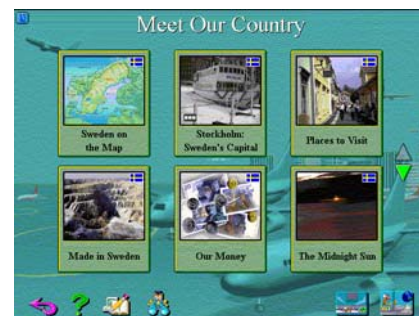 Meet Our Country
Sweden on
the Map
Stockholm:
Sweden's Capital
Places to Visit
Made in Sweden
Our Money
The Midnight Sun